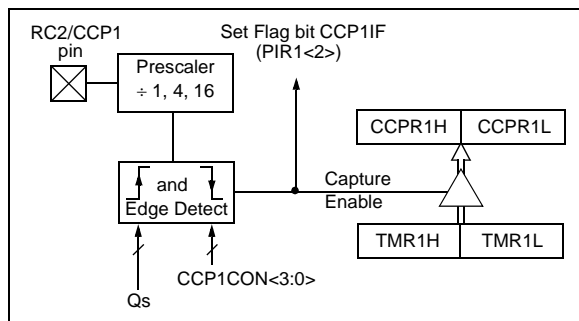 RC2/CCP1
pin
Set Flag bit CCP1IF
(PIR1<2>)
Prescaler
÷ 1, 4, 16
CCPR1H
CCPR1L
and
Edge Detect
Capture
Enable
TMR1H
TMR1L
CCP1CON<3:0>
Qs